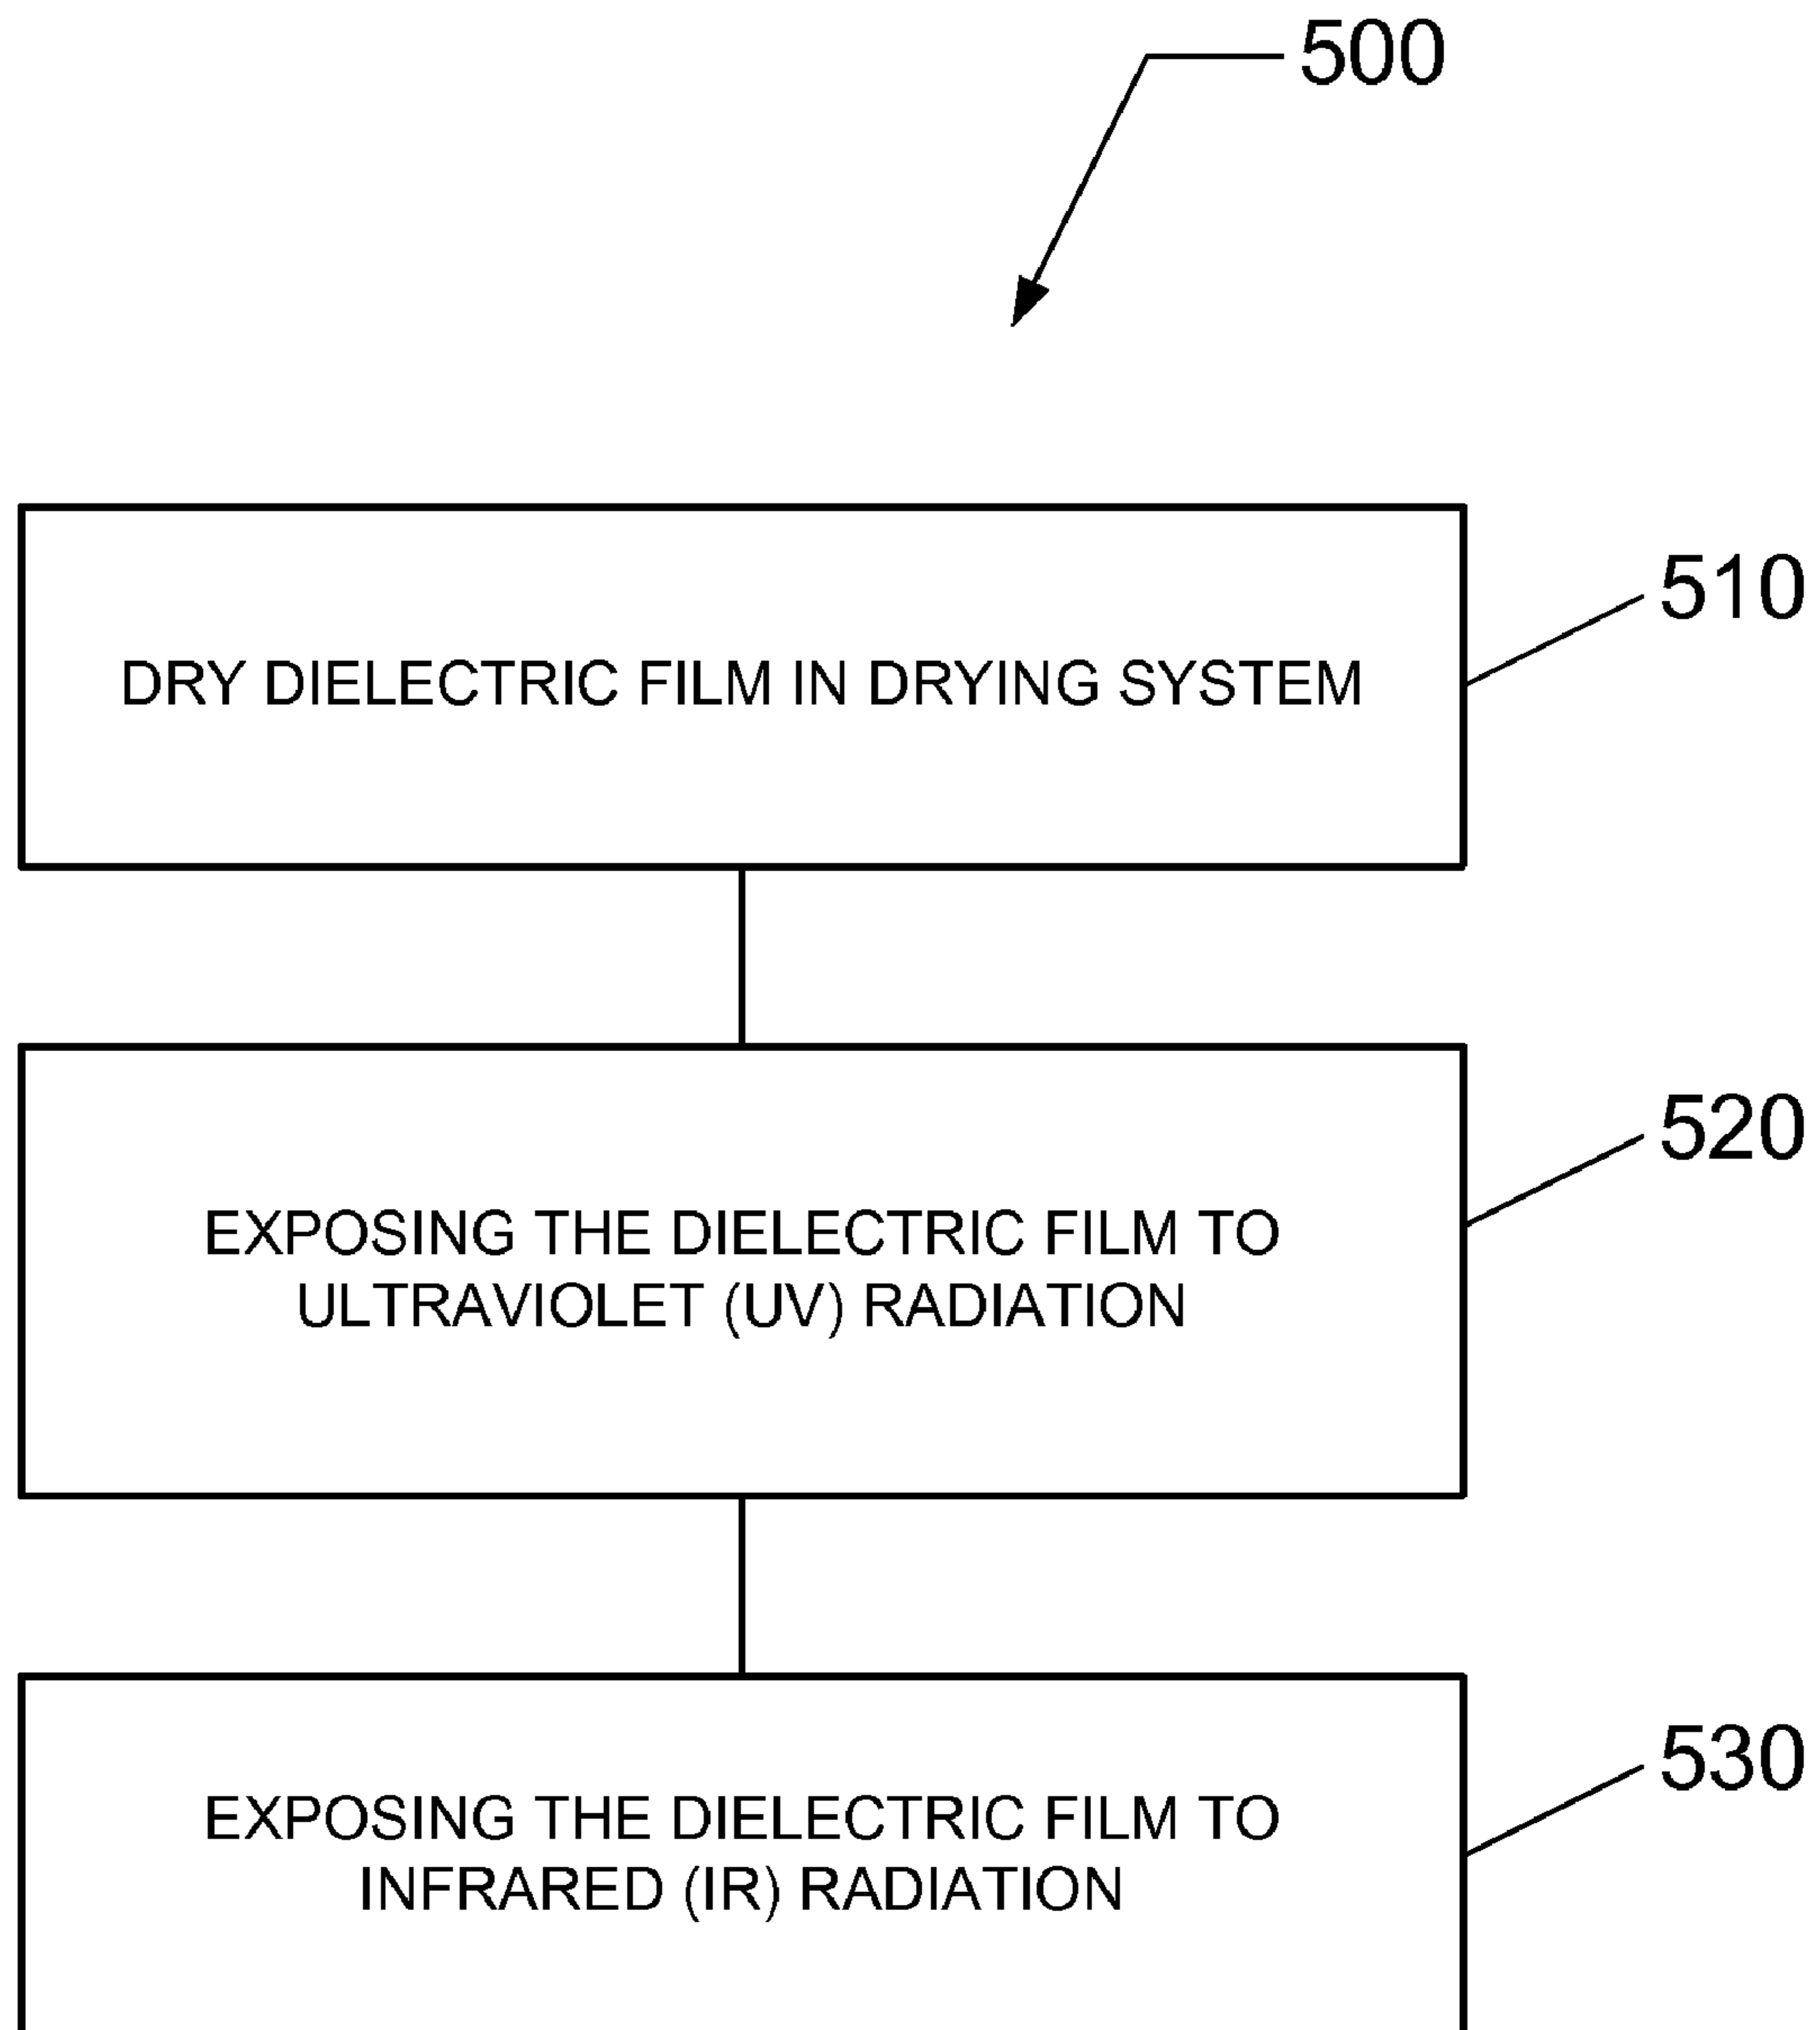 500
DRY DIELECTRIC FILM IN DRYING SYSTEM
510
EXPOSING THE DIELECTRIC FILM TO
ULTRAVIOLET (UV) RADIATION
520
EXPOSING THE DIELECTRIC FILM TO
INFRARED (IR) RADIATION
530